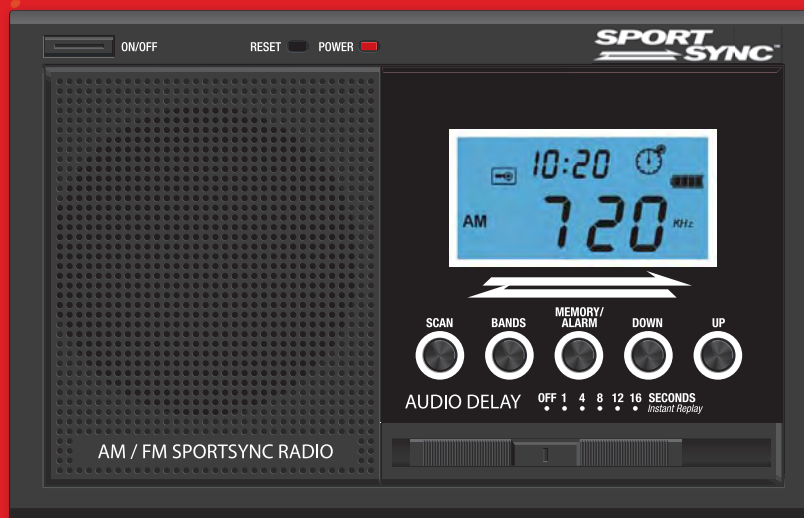 ON/OFF
RESET
POWER
SPORT
SYNC™
10:20
AM
720
KHz
SCAN
BANDS
MEMORY/
ALARM
DOWN
UP
AUDIO DELAY
OFF 1 4 8 12 16 SECONDS
Instant Replay
AM / FM SPORTSYNC RADIO